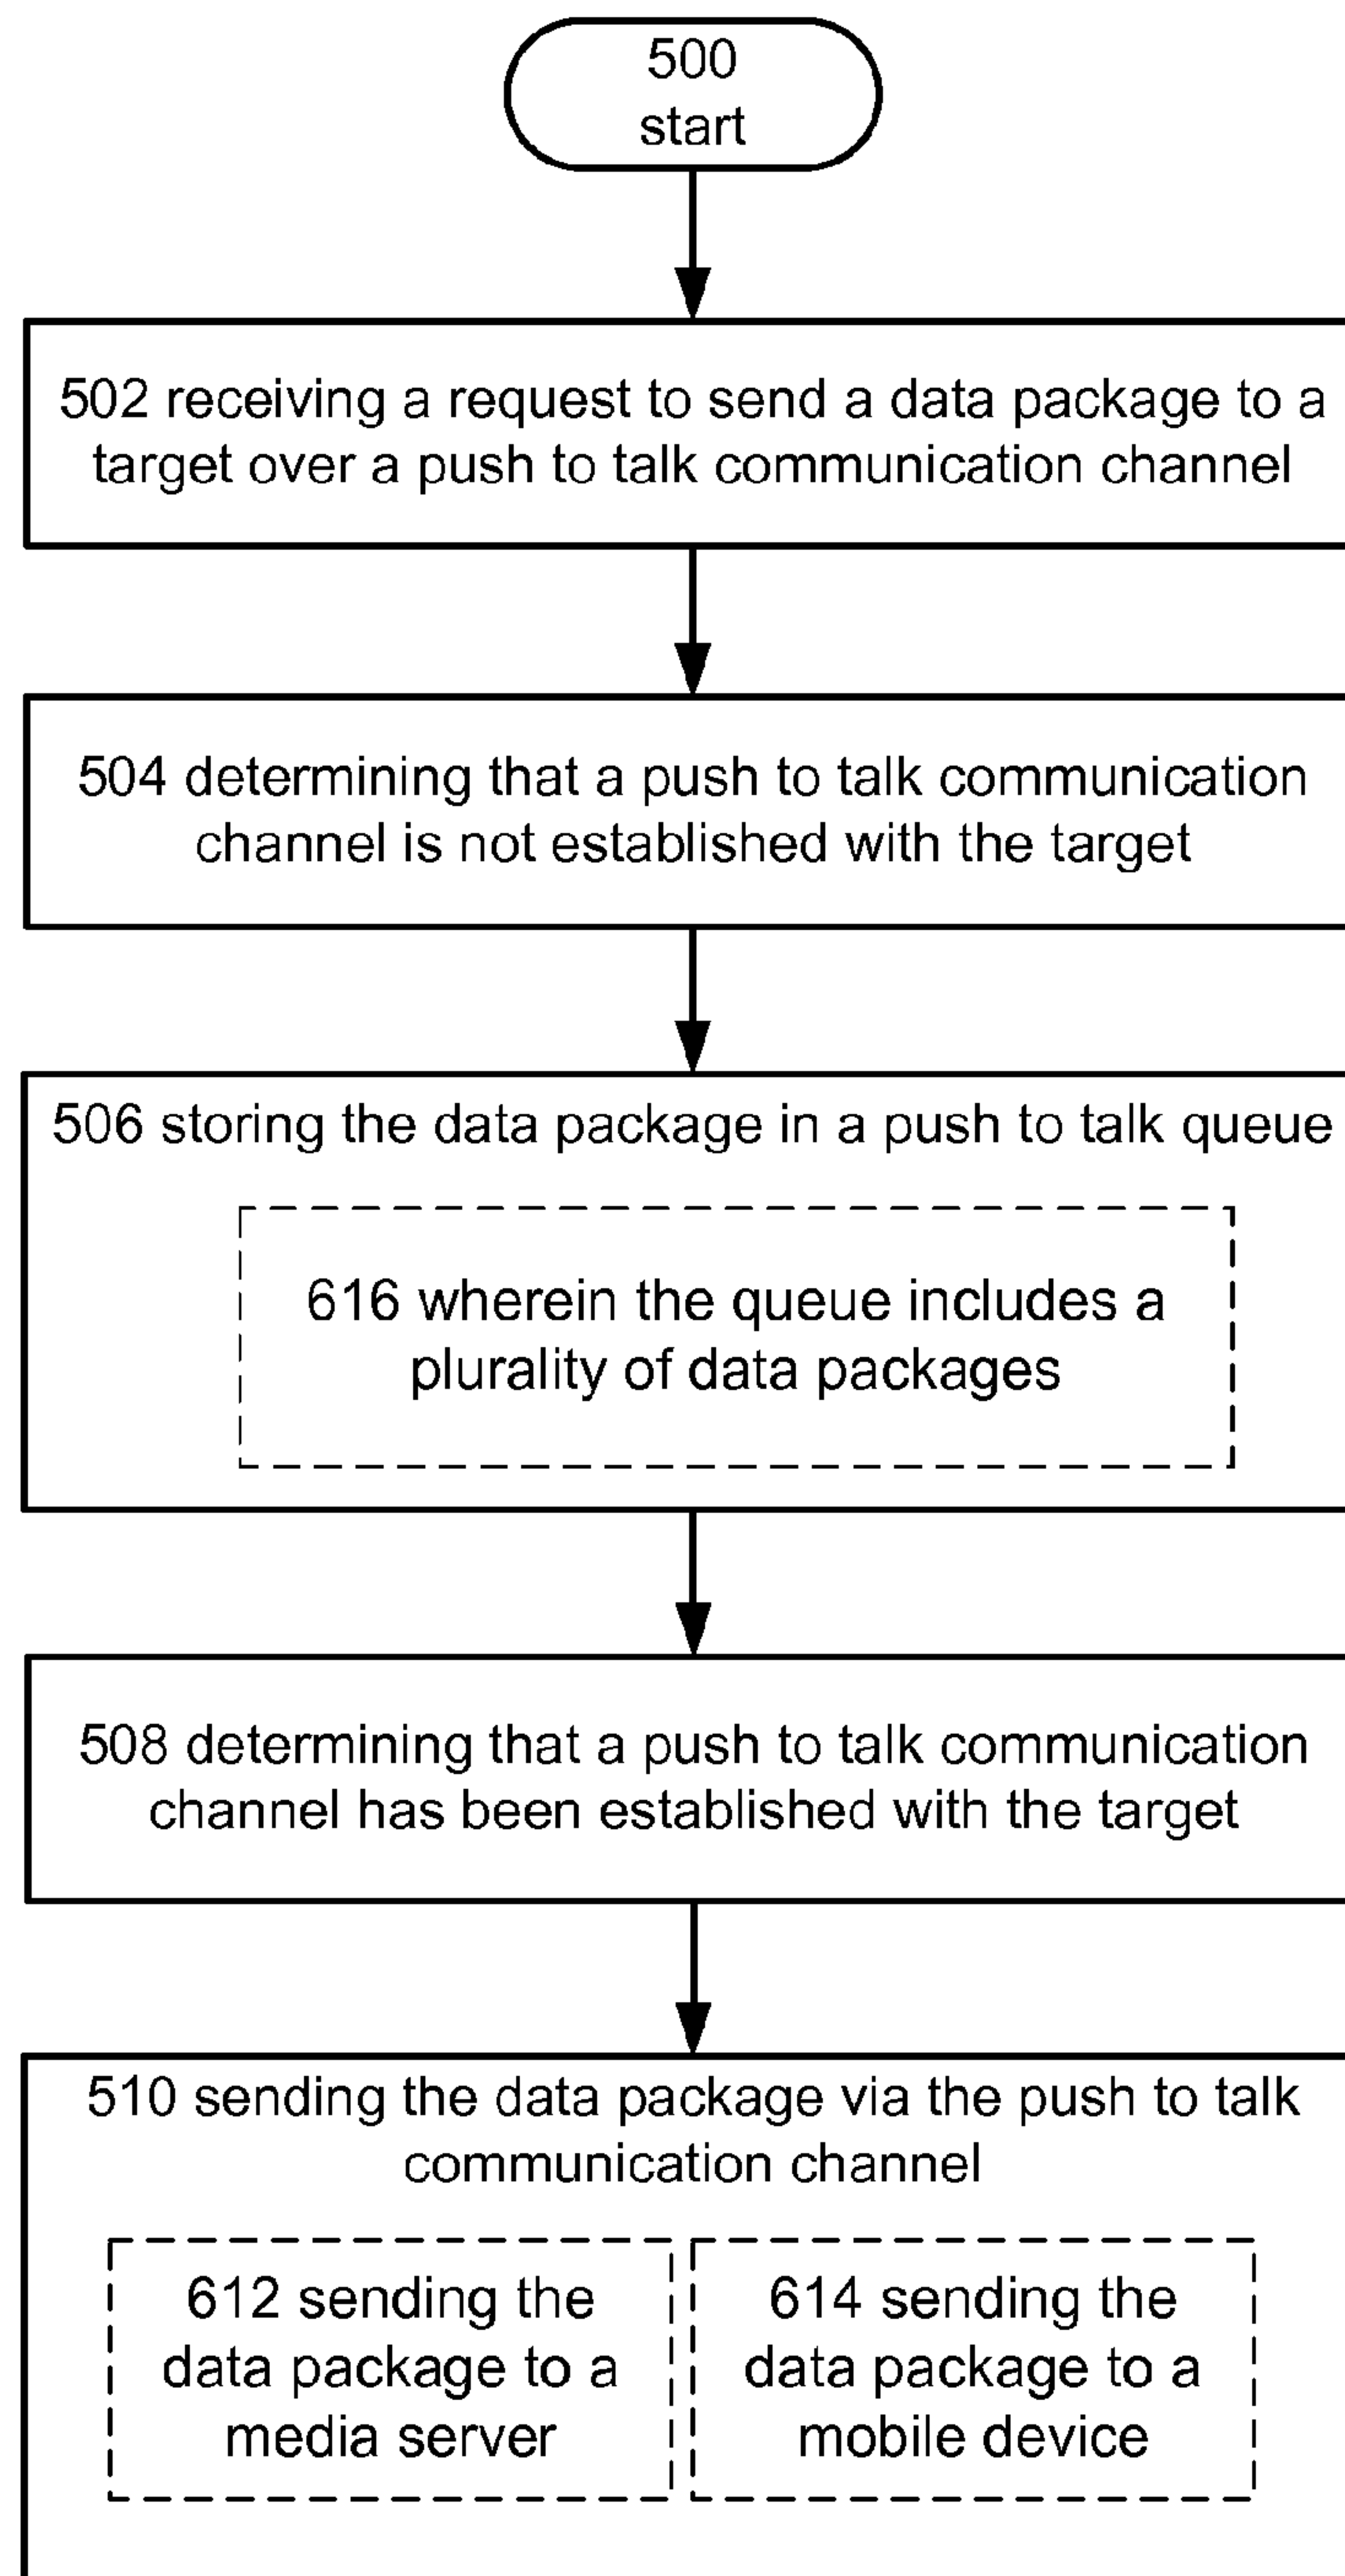 500
start
502 receiving a request to send a data package to a
target over a push to talk communication channel
504 determining that a push to talk communication
channel is not established with the target
506 storing the data package in a push to talk queue
616 wherein the queue includes a
plurality of data packages
508 determining that a push to talk communication
channel has been established with the target
510 sending the data package via the push to talk
communication channel
612 sending the
data package to a
media server
614 sending the
data package to a
mobile device